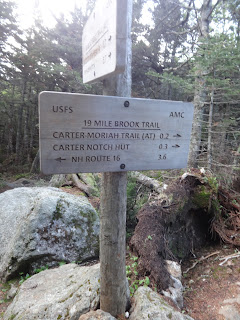 USFS AMC
19 MILE BROOK TRAIL
CARTER-MORIAH TRAIL (AT) 0.2 →
CARTER NOTCH HUT 0.3 →
← NH ROUTE 16 3.6